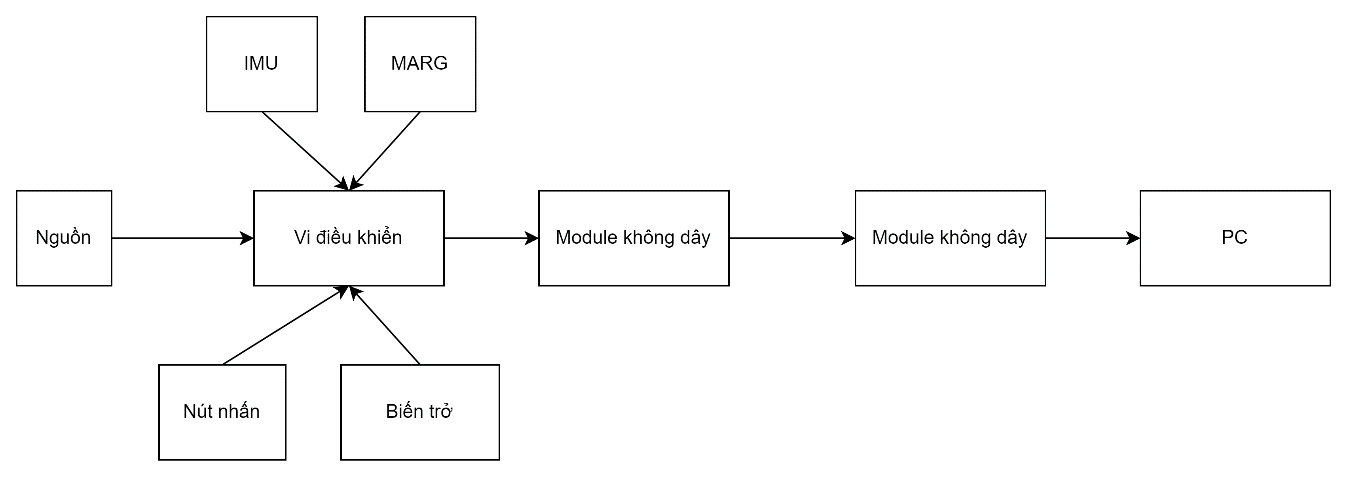 IMU
MARG
Nguồn
Vi điều khiển
Module không dây
Module không dây
PC
Nút nhấn
Biến trở